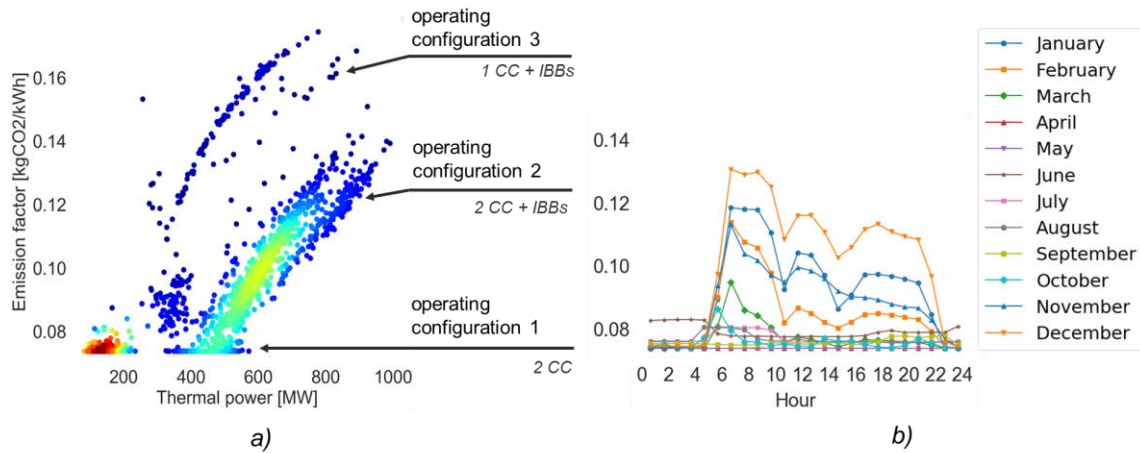 a)
operating
configuration 3
1 CC + IBBs
operating
configuration 2
2 CC + IBBs
operating
configuration 1
2 CC
Emission factor [kgCO2/kWh]
0.16
0.14
0.12
0.10
0.08
200 400 600 800 1000
Thermal power [MW]
a)
b)
0.14
0.12
0.10
0.08
0 2 4 6 8 10 12 14 16 18 20 22 24
Hour
January
February
March
April
May
June
July
August
September
October
November
December
b)